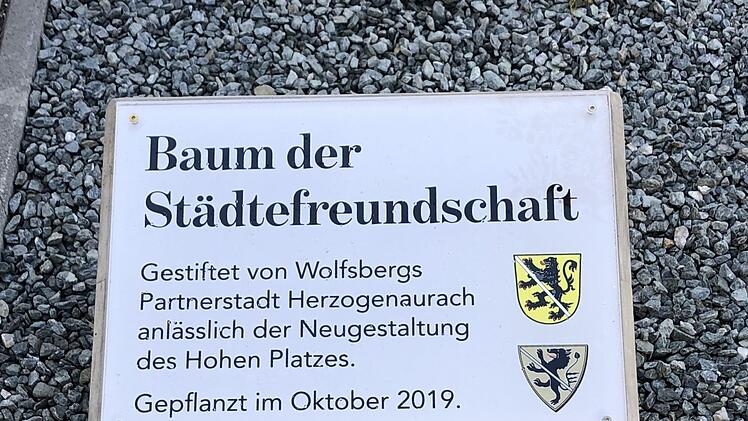 Baum der
Städtefreundschaft
Gestiftet von Wolfsbergs
Partnerstadt Herzogenaurach
anlässlich der Neugestaltung
des Hohen Platzes.
Gepflanzt im Oktober 2019.